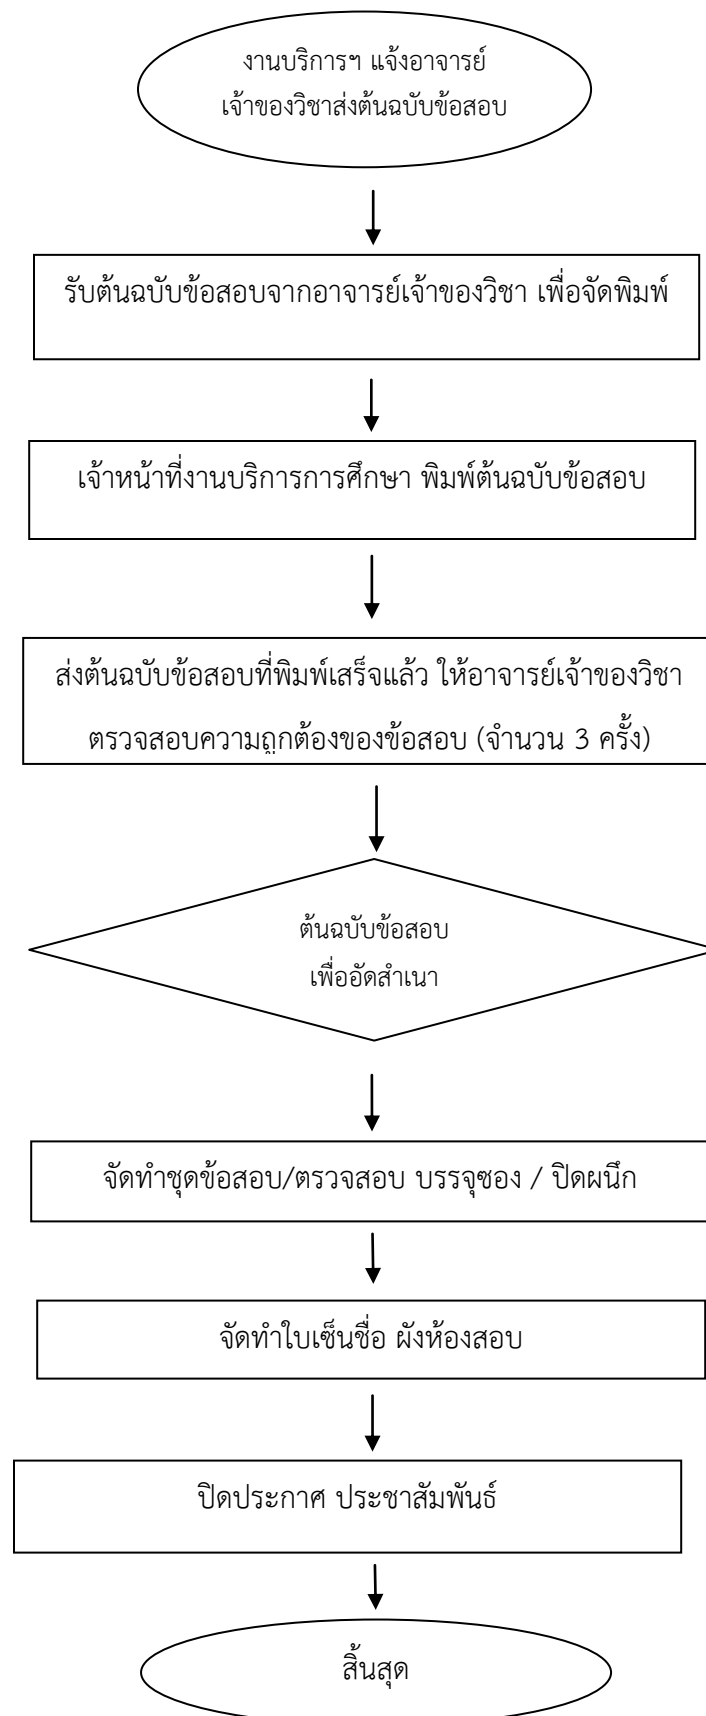 งานบริการฯ แจ้งอาจารย์
เจ้าของวิชาส่งต้นฉบับข้อสอบ
รับต้นฉบับข้อสอบจากอาจารย์เจ้าของวิชา เพื่อจัดพิมพ์
เจ้าหน้าที่งานบริการการศึกษา พิมพ์ต้นฉบับข้อสอบ
ส่งต้นฉบับข้อสอบที่พิมพ์เสร็จแล้ว ให้อาจารย์เจ้าของวิชา
ตรวจสอบความถูกต้องของข้อสอบ (จำนวน 3 ครั้ง)
ต้นฉบับข้อสอบ
เพื่ออัดสำเนา
จัดทำชุดข้อสอบ/ตรวจสอบ บรรจุซอง / ปิดผนึก
จัดทำใบเซ็นชื่อ ผังห้องสอบ
ปิดประกาศ ประชาสัมพันธ์
สิ้นสุด